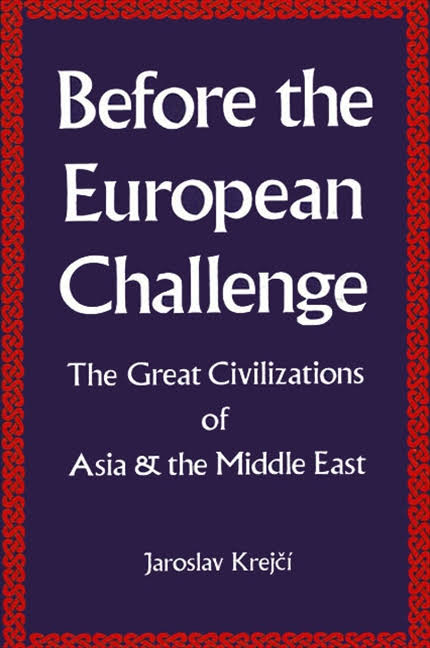 Before the
European
Challenge
The Great Civilizations
of
Asia & the Middle East
Jaroslav Krejčí